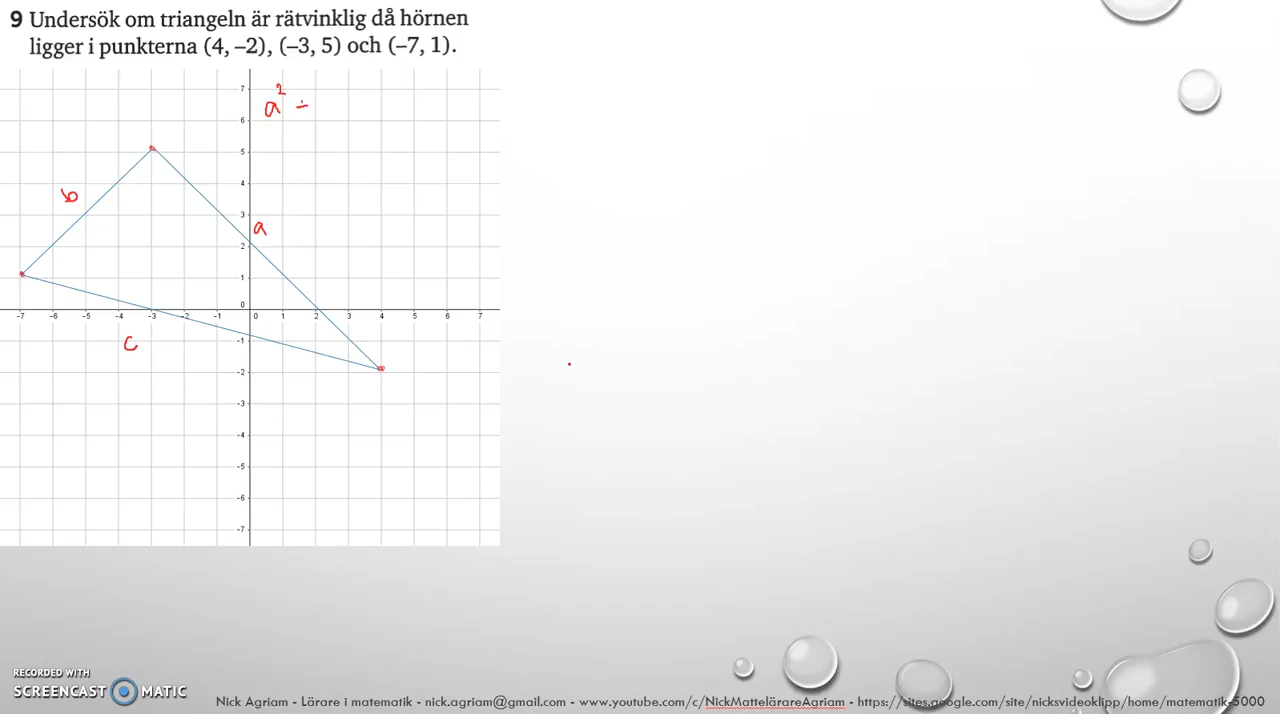 9 Undersök om triangeln är rätvinklig då hörnen
ligger i punkterna (4, –2), (–3, 5) och (–7, 1).
7
a²
6
5
b
4
3
a
2
1
0
-7 -6 -5 -4 -3 -2 -1 0 1 2 3 4 5 6 7
c
-1
-2
-3
-4
-5
-6
-7
RECORDED WITH
SCREENCAST MATIC
Nick Agriam - Lärare i matematik - nick.agriam@gmail.com - www.youtube.com/c/NickMattelärareAgriam - https://sites.google.com/site/nicksvideoklipp/home/matematik-5000